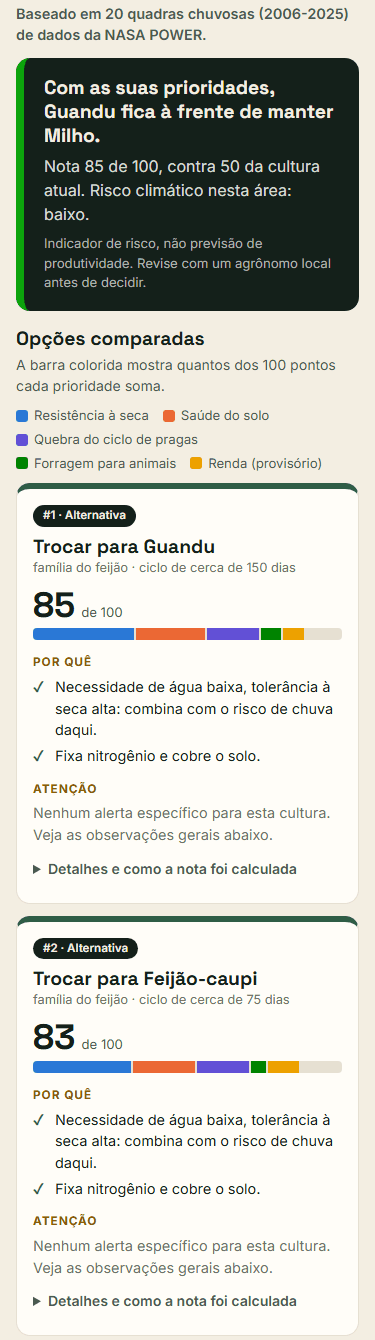 Baseado em 20 quadras chuvosas (2006-2025)
de dados da NASA POWER.
Com as suas prioridades,
Guandu fica à frente de manter
Milho.
Nota 85 de 100, contra 50 da cultura
atual. Risco climático nesta área:
baixo.
Indicador de risco, não previsão de
produtividade. Revise com um agrônomo local
antes de decidir.
Opções comparadas
A barra colorida mostra quantos dos 100 pontos
cada prioridade soma.
Resistência à seca Saúde do solo
Quebra do ciclo de pragas
Forragem para animais Renda (provisório)
#1 · Alternativa
Trocar para Guandu
família do feijão · ciclo de cerca de 150 dias
85 de 100
POR QUÊ
✓ Necessidade de água baixa, tolerância à
seca alta: combina com o risco de chuva
daqui.
✓ Fixa nitrogênio e cobre o solo.
ATENÇÃO
Nenhum alerta específico para esta cultura.
Veja as observações gerais abaixo.
▶ Detalhes e como a nota foi calculada
#2 · Alternativa
Trocar para Feijão-caupi
família do feijão · ciclo de cerca de 75 dias
83 de 100
POR QUÊ
✓ Necessidade de água baixa, tolerância à
seca alta: combina com o risco de chuva
daqui.
✓ Fixa nitrogênio e cobre o solo.
ATENÇÃO
Nenhum alerta específico para esta cultura.
Veja as observações gerais abaixo.
▶ Detalhes e como a nota foi calculada